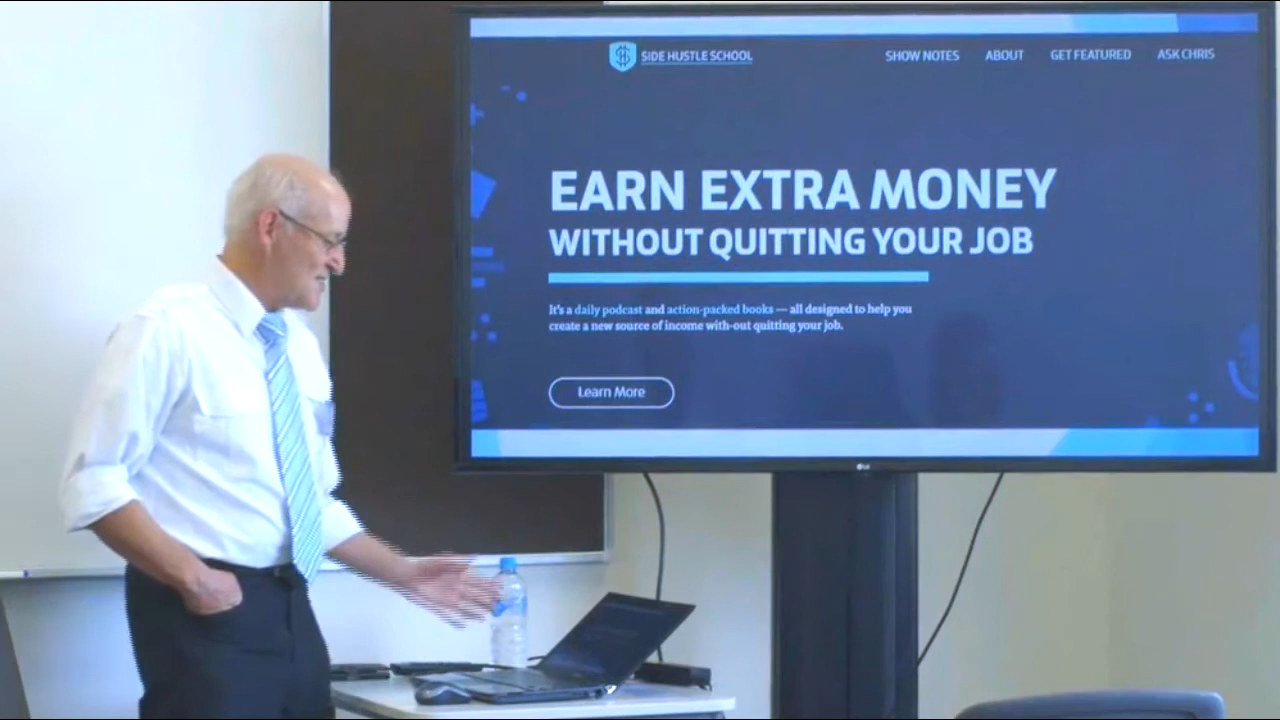 SIDE HUSTLE SCHOOL
SHOW NOTES ABOUT GET FEATURED ASK CHRIS
EARN EXTRA MONEY
WITHOUT QUITTING YOUR JOB
It's a daily podcast and action-packed books — all designed to help you
create a new source of income with-out quitting your job.
Learn More
LG